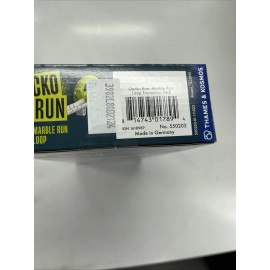 CKO
RUN
MARBLE RUN
LOOP
Gecko Run: Marble Run
Loop Expansion Pack
8 14743 01789 4
No. 550203
Made in Germany
THAMES & KOSMOS